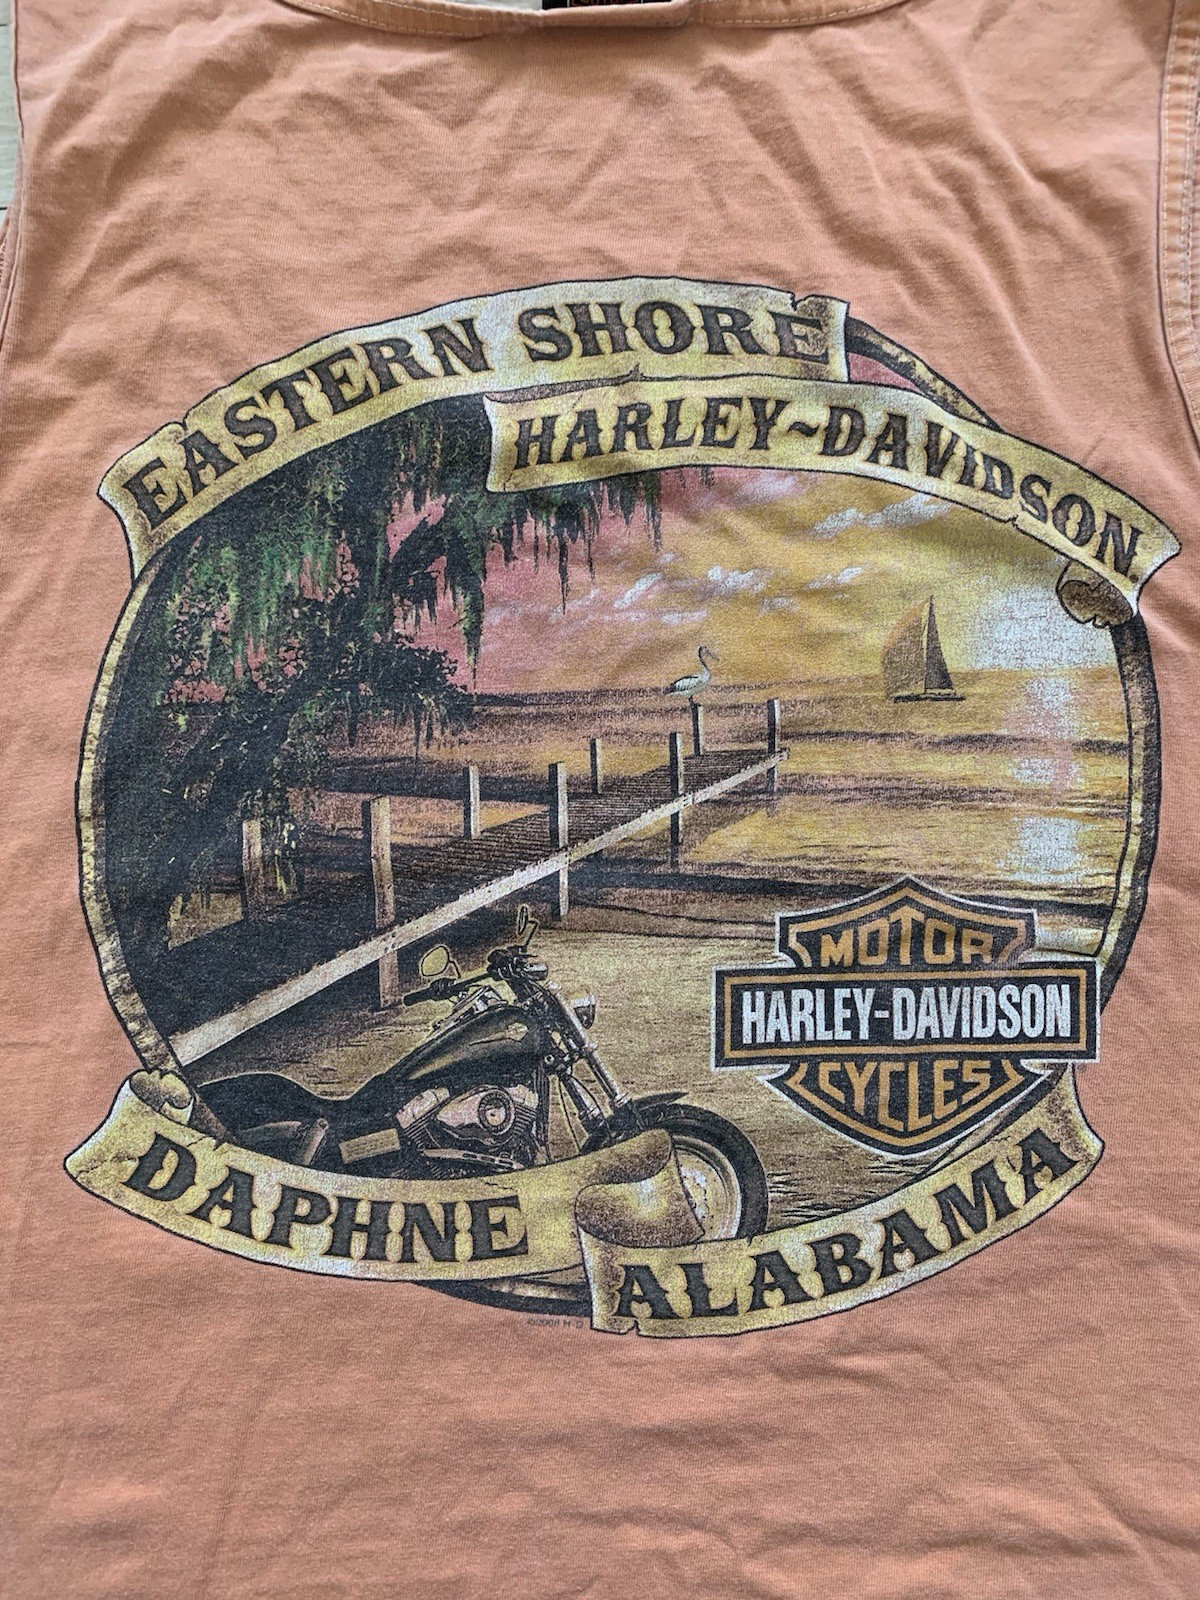 EASTERN SHORE
HARLEY-DAVIDSON
MOTOR
HARLEY-DAVIDSON
CYCLES
DAPHNE
ALABAMA